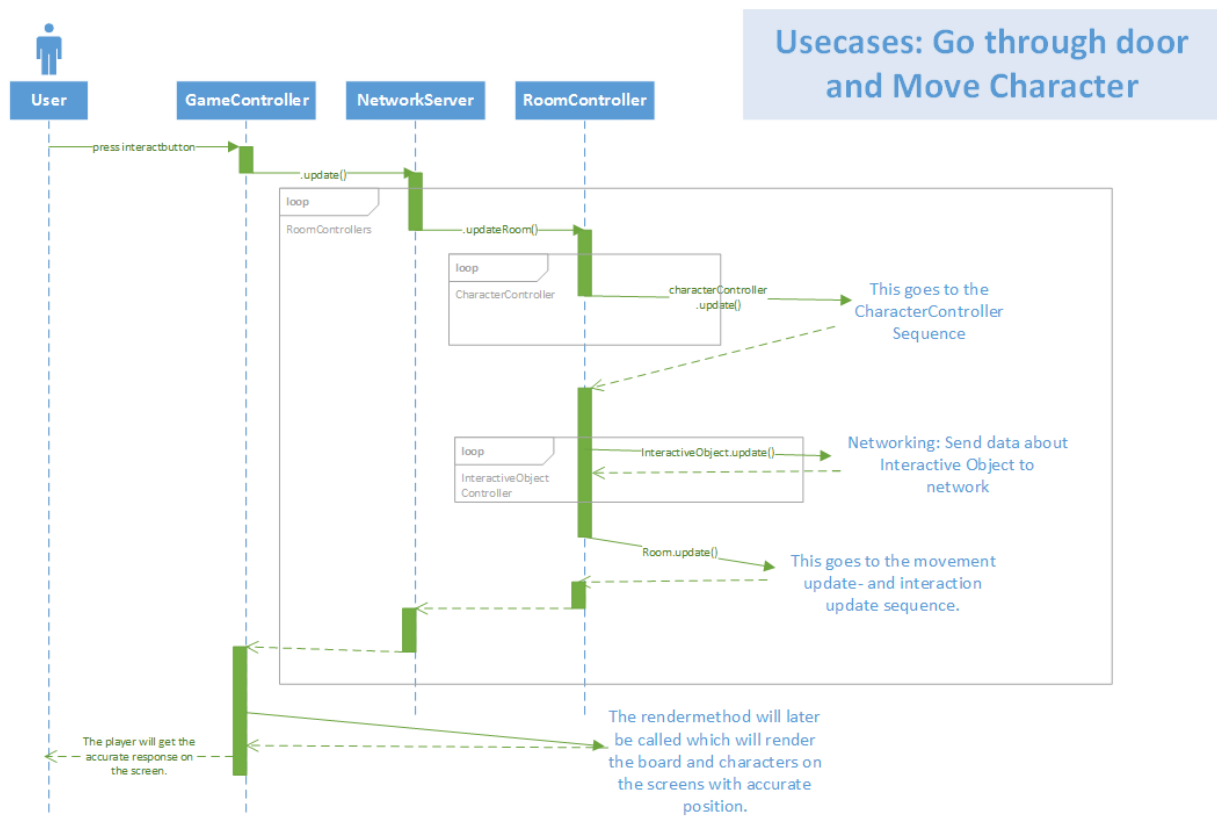 Usecases: Go through door
and Move Character
User
GameController
NetworkServer
RoomController
press interactbutton
.update()
loop
RoomControllers
.updateRoom()
loop
CharacterController
characterController
.update()
This goes to the
CharacterController
Sequence
loop
InteractiveObject
Controller
InteractiveObject.update()
Networking: Send data about
Interactive Object to
network
Room.update()
This goes to the movement
update- and interaction
update sequence.
The rendermethod will later
be called which will render
the board and characters on
the screens with accurate
position.
The player will get the
accurate response on
the screen.